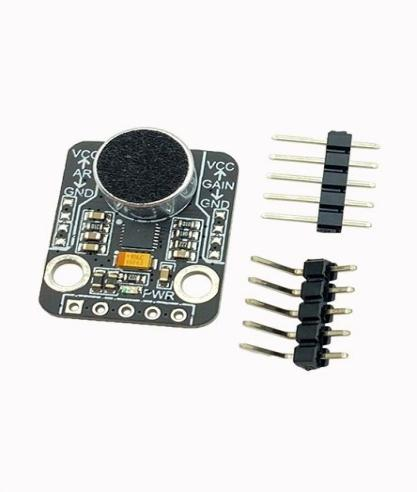 VCC
AR
GND
VCC
GAIN
GND
PWR